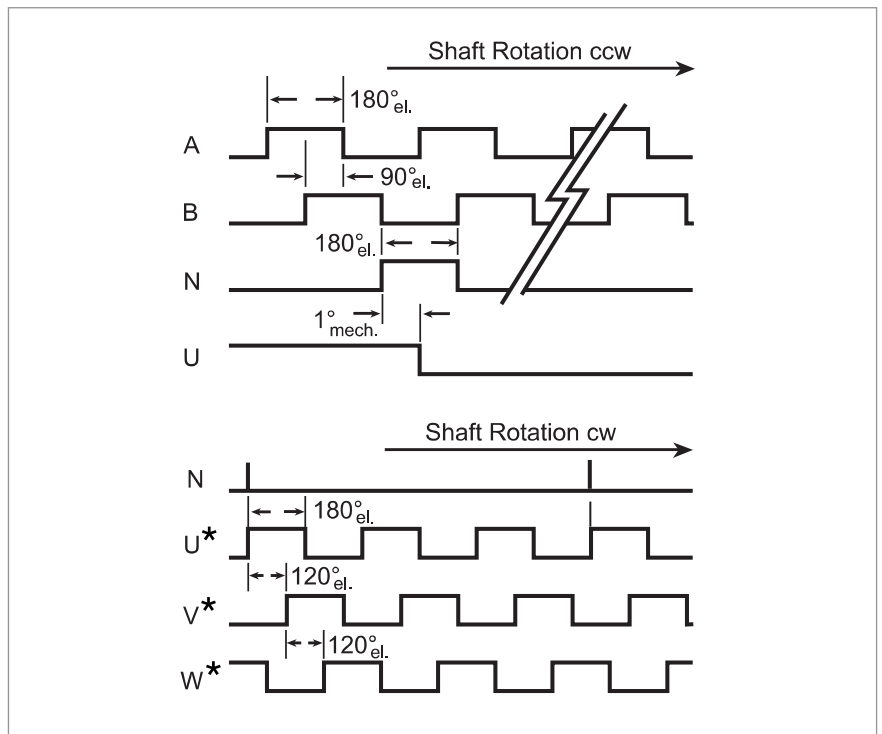 Shaft Rotation ccw
180°el.
A
90°el.
B
180°el.
N
1°mech.
U
Shaft Rotation cw
N
180°el.
U*
120°el.
V*
120°el.
W*